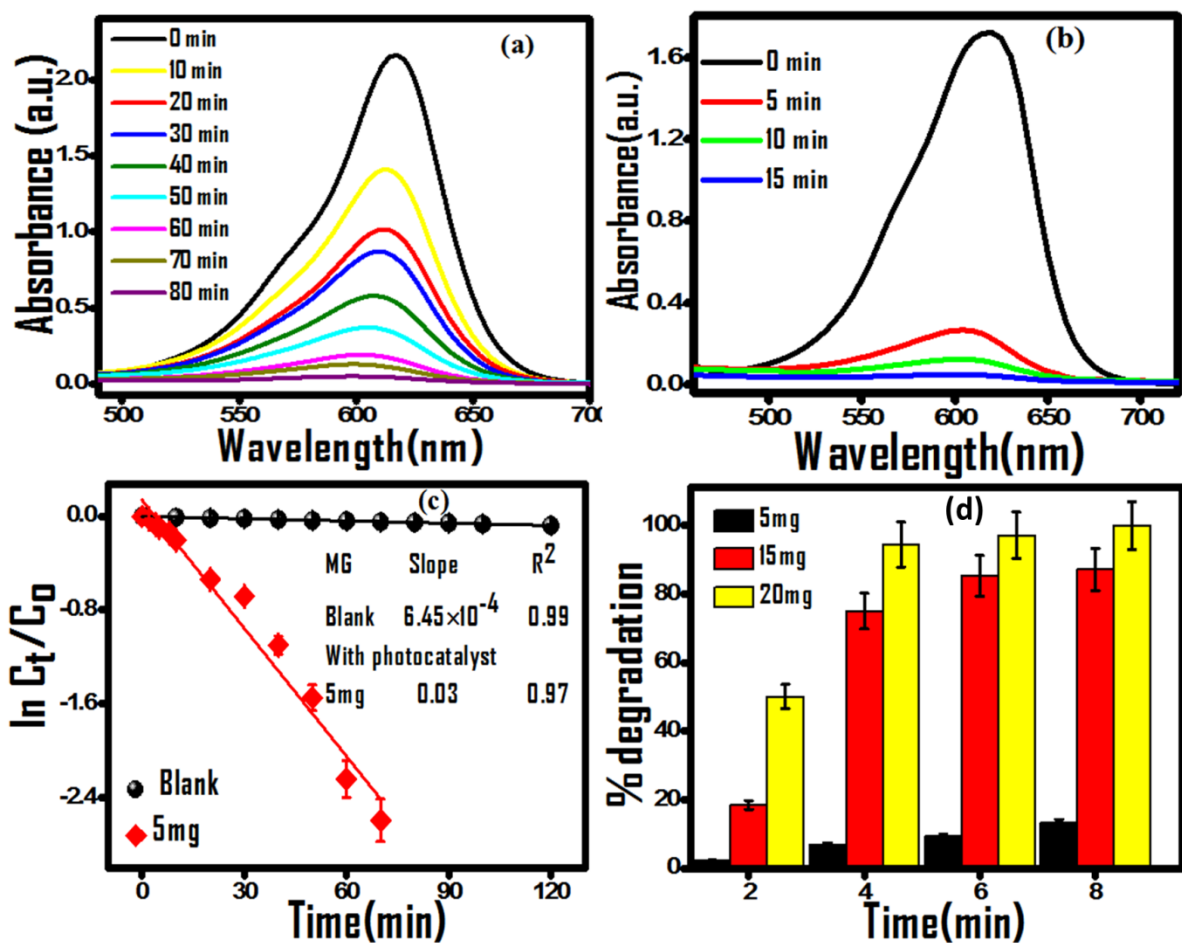 (a)
0 min
10 min
20 min
30 min
40 min
50 min
60 min
70 min
80 min
Absorbance (a.u.)
2.0
1.5
1.0
0.5
0.0
500 550 600 650 700
Wavelength(nm)
(b)
0 min
5 min
10 min
15 min
Absorbance(a.u.)
1.6
1.2
0.8
0.4
0.0
500 550 600 650 700
Wavelength(nm)
(c)
ln Ct/C0
0.0
-0.8
-1.6
-2.4
MG Slope R²
Blank 6.45×10⁻⁴ 0.99
With photocatalyst
5mg 0.03 0.97
Blank
5mg
0 30 60 90 120
Time(min)
(d)
5mg
15mg
20mg
% degradation
100
80
60
40
20
0
2 4 6 8
Time(min)